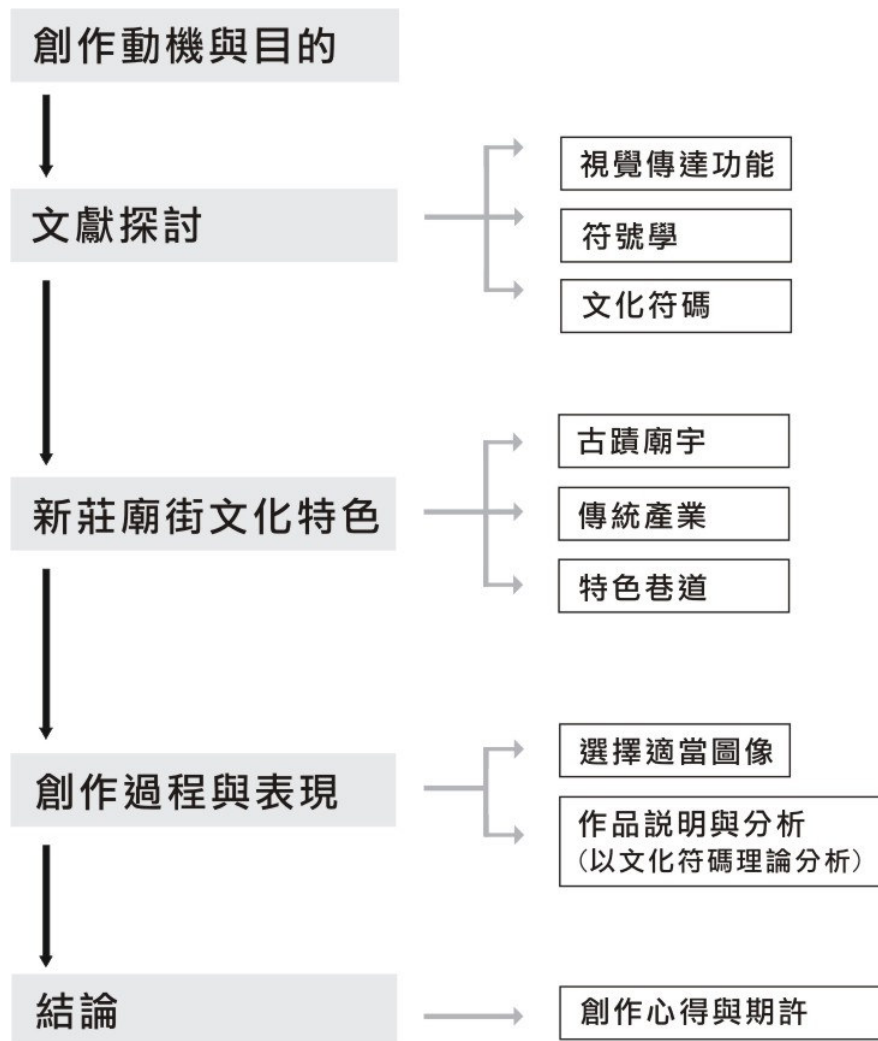 創作動機與目的
文獻探討
視覺傳達功能
符號學
文化符碼
新莊廟街文化特色
古蹟廟宇
傳統產業
特色巷道
創作過程與表現
選擇適當圖像
作品説明與分析
（以文化符碼理論分析）
結論
創作心得與期許